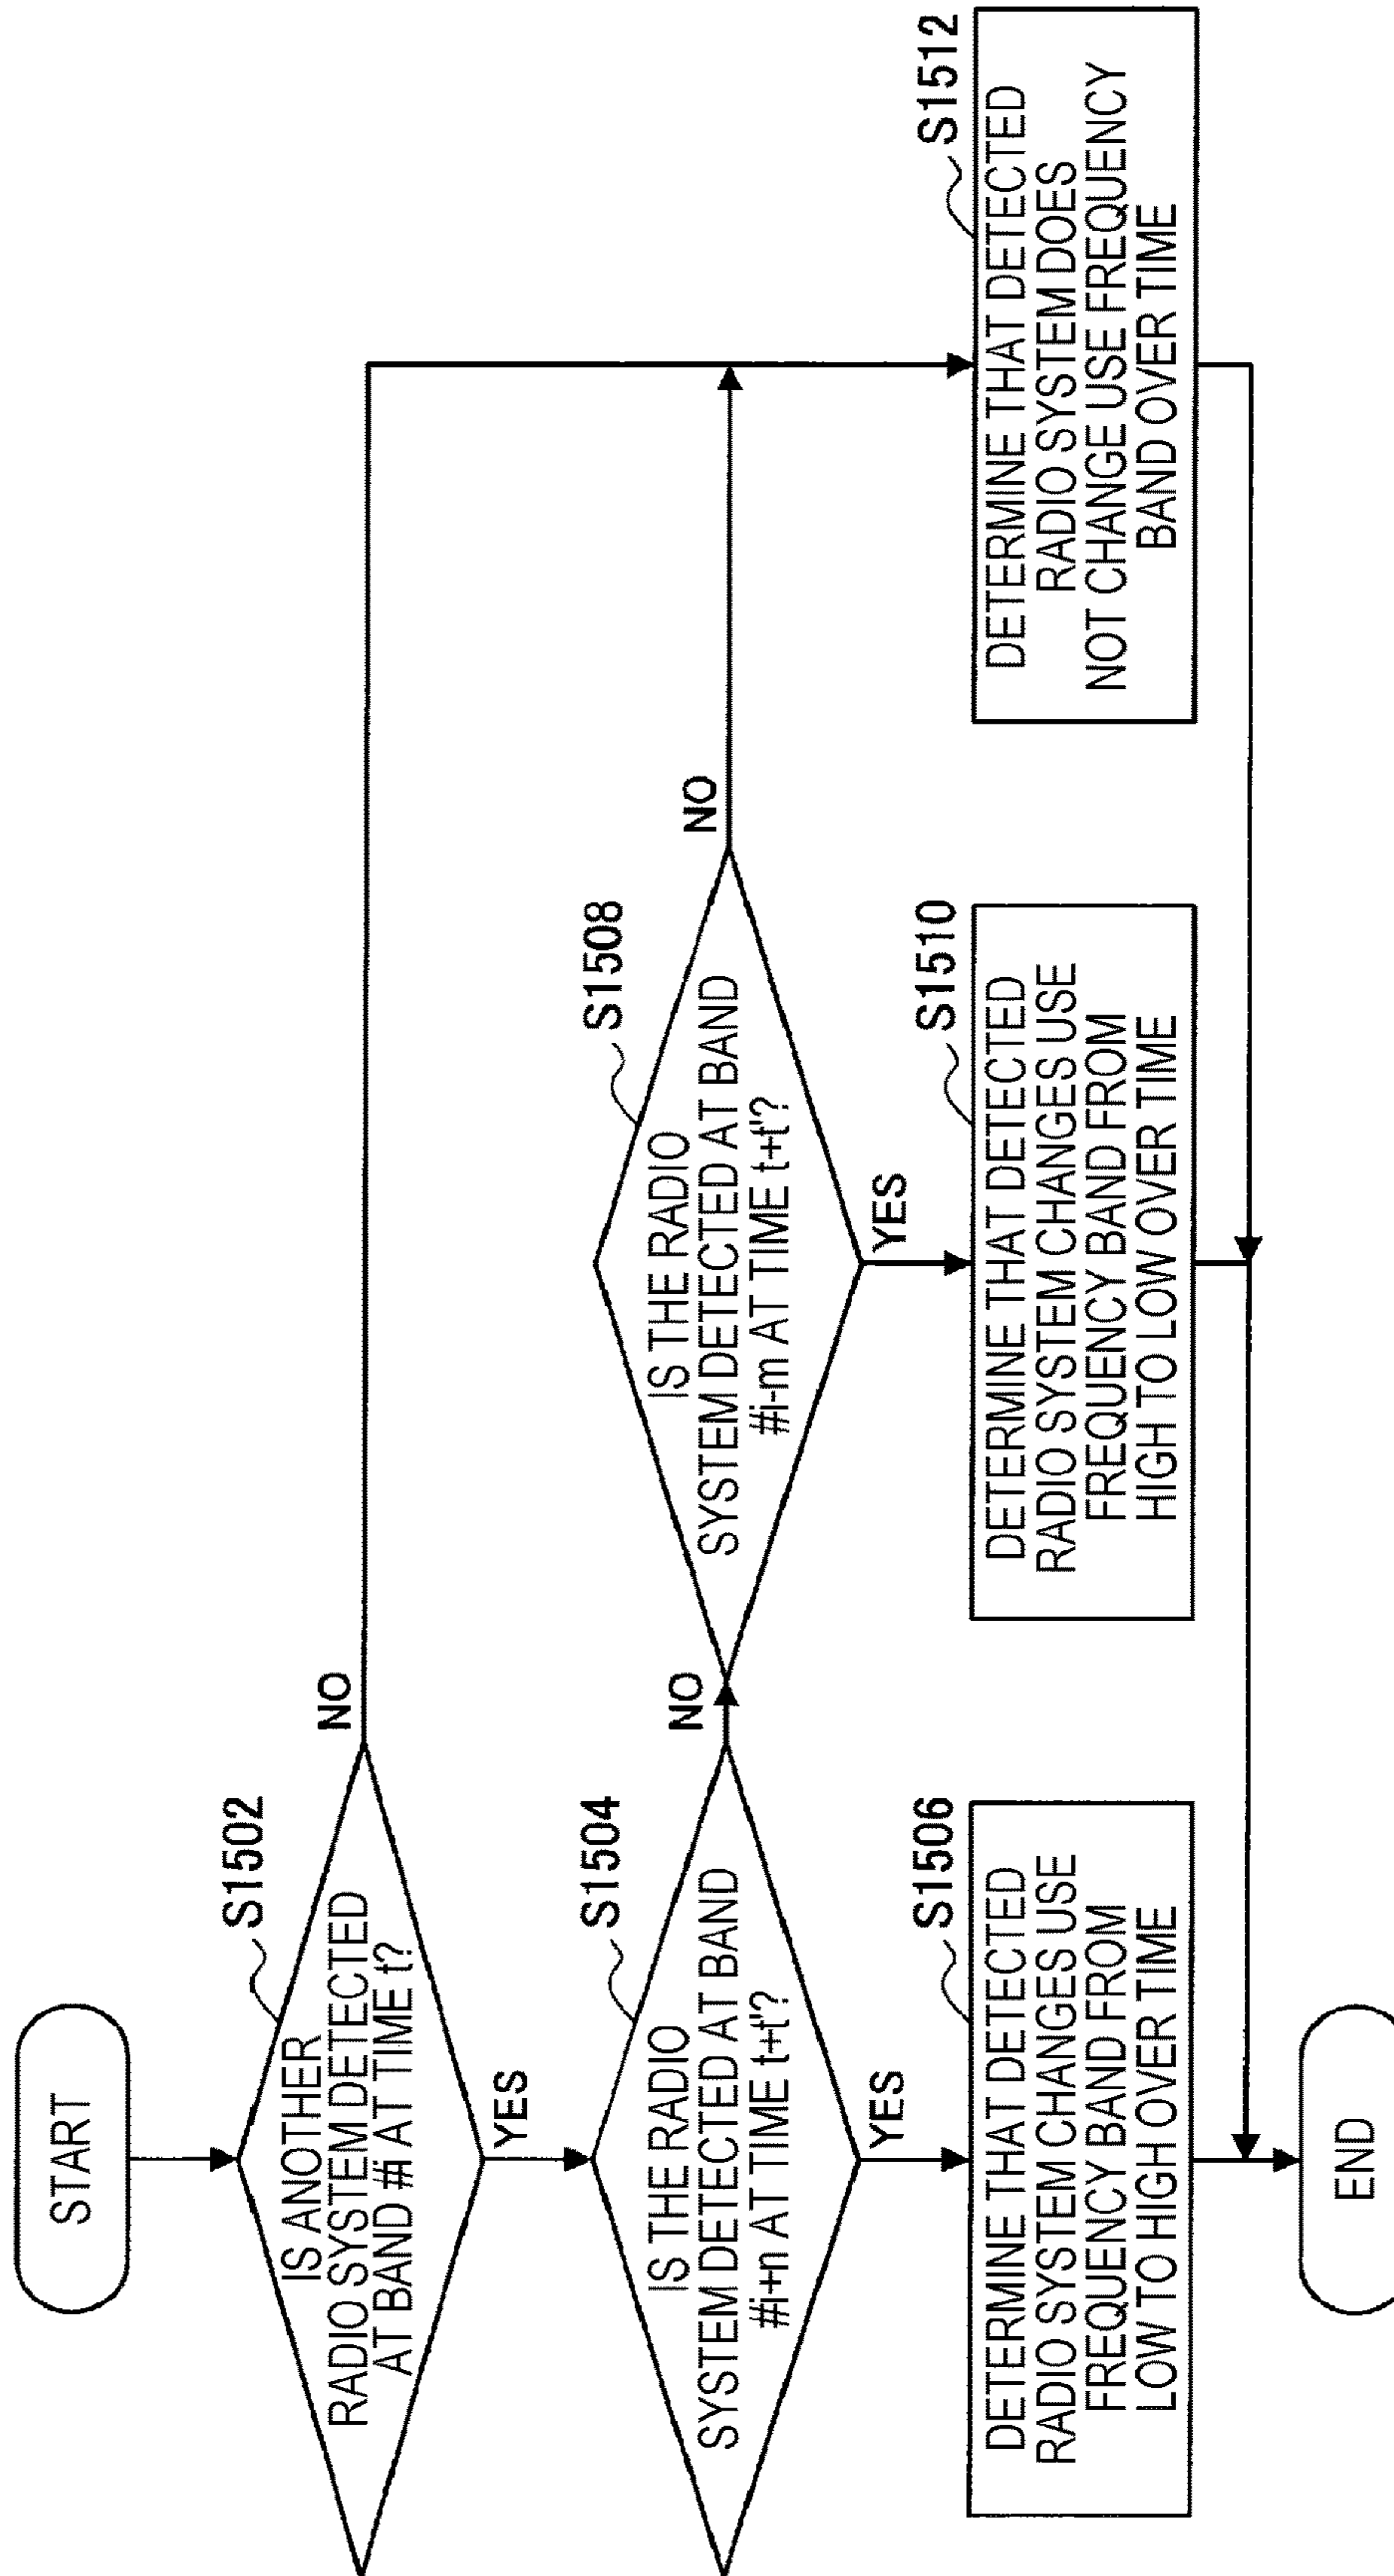 START
S1502
IS ANOTHER
RADIO SYSTEM DETECTED
AT BAND #i AT TIME t?
NO
YES
S1504
IS THE RADIO
SYSTEM DETECTED AT BAND
#i+n AT TIME t+t'?
NO
YES
S1508
IS THE RADIO
SYSTEM DETECTED AT BAND
#i-m AT TIME t+t'?
NO
YES
S1506
DETERMINE THAT DETECTED
RADIO SYSTEM CHANGES USE
FREQUENCY BAND FROM
LOW TO HIGH OVER TIME
S1510
DETERMINE THAT DETECTED
RADIO SYSTEM CHANGES USE
FREQUENCY BAND FROM
HIGH TO LOW OVER TIME
S1512
DETERMINE THAT DETECTED
RADIO SYSTEM DOES
NOT CHANGE USE FREQUENCY
BAND OVER TIME
END